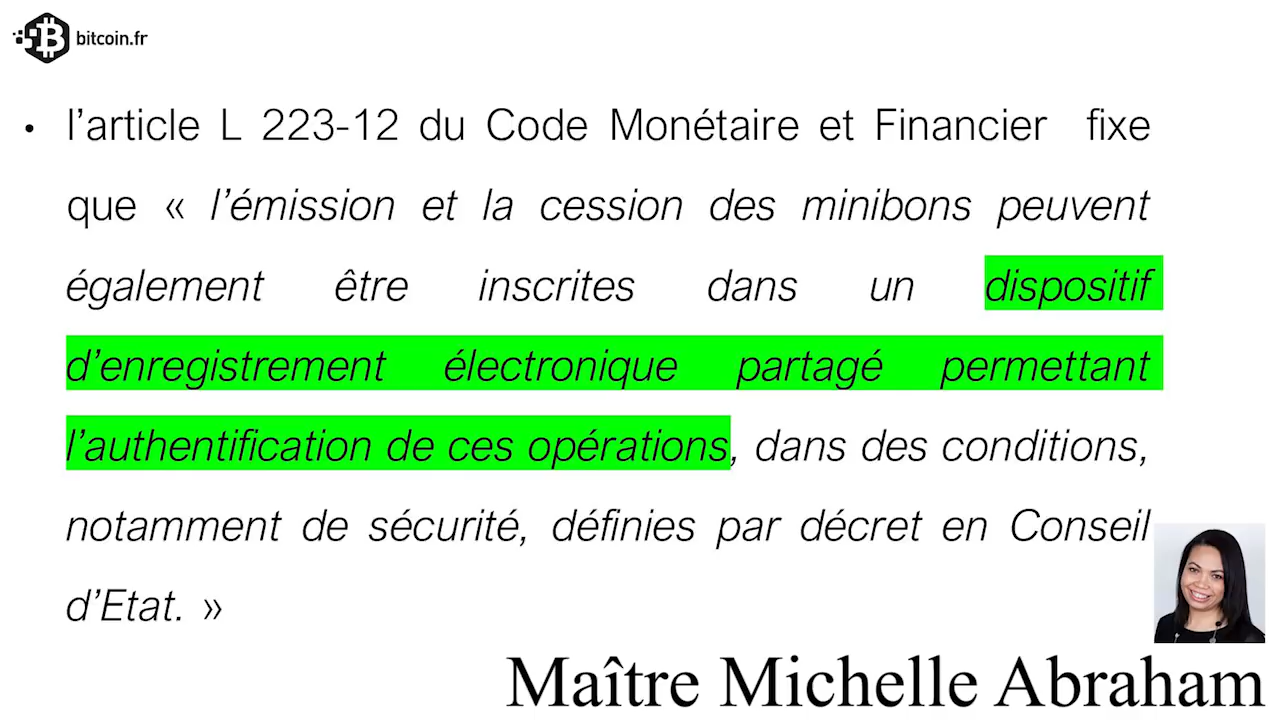 bitcoin.fr
• l’article L 223-12 du Code Monétaire et Financier fixe
que « l’émission et la cession des minibons peuvent
également être inscrites dans un dispositif
d’enregistrement électronique partagé permettant
l’authentification de ces opérations, dans des conditions,
notamment de sécurité, définies par décret en Conseil
d’Etat. »
Maître Michelle Abraham